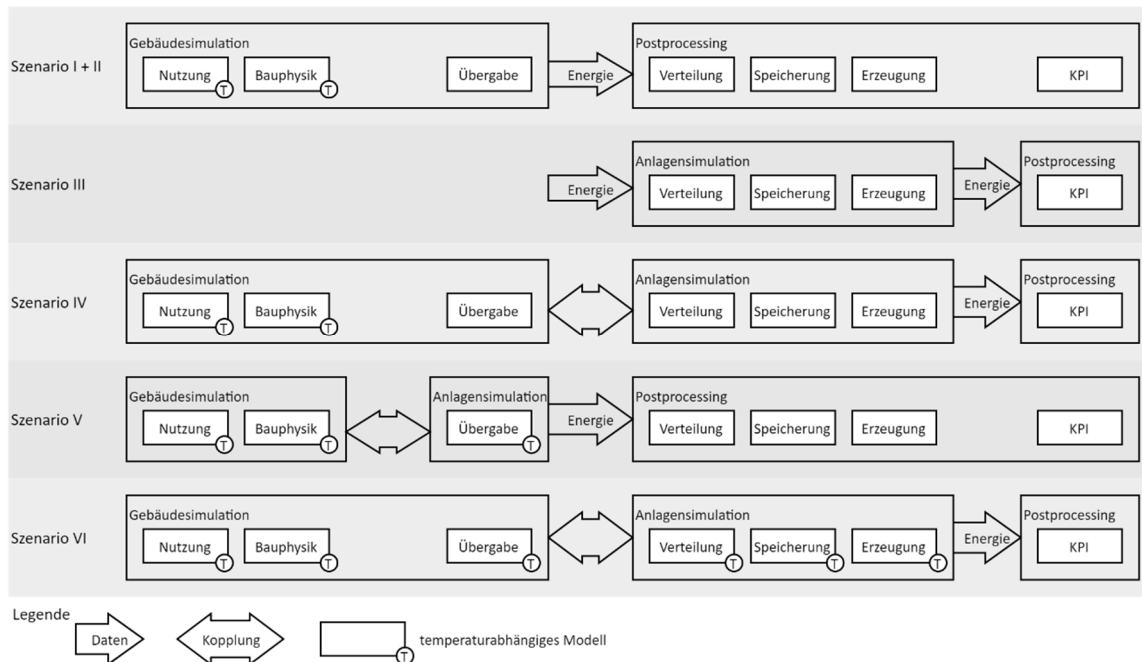 Szenario I + II
Gebäudesimulation
Nutzung
T
Bauphysik
T
Übergabe
Energie
Postprocessing
Verteilung
Speicherung
Erzeugung
KPI
Szenario III
Energie
Anlagensimulation
Verteilung
Speicherung
Erzeugung
Energie
Postprocessing
KPI
Szenario IV
Gebäudesimulation
Nutzung
T
Bauphysik
T
Übergabe
Anlagensimulation
Verteilung
Speicherung
Erzeugung
Energie
Postprocessing
KPI
Szenario V
Gebäudesimulation
Nutzung
T
Bauphysik
T
Anlagensimulation
Übergabe
T
Energie
Postprocessing
Verteilung
Speicherung
Erzeugung
KPI
Szenario VI
Gebäudesimulation
Nutzung
T
Bauphysik
T
Übergabe
T
Anlagensimulation
Verteilung
T
Speicherung
T
Erzeugung
T
Energie
Postprocessing
KPI
Legende
Daten
Kopplung
T
temperaturabhängiges Modell